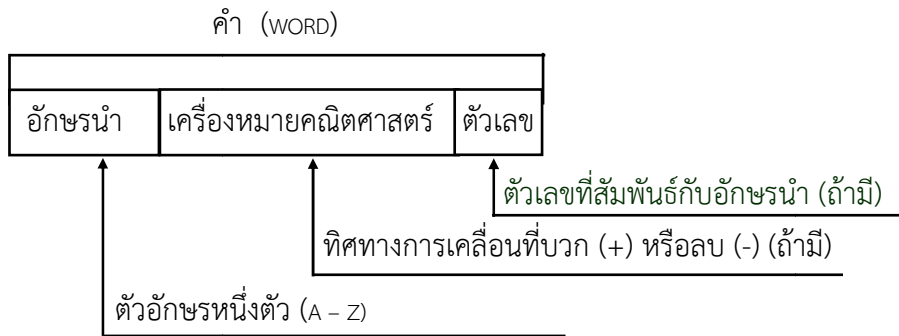 คำ (WORD)
อักษรนำ เครื่องหมายคณิตศาสตร์ ตัวเลข
ตัวเลขที่สัมพันธ์กับอักษรนำ (ถ้ามี)
ทิศทางการเคลื่อนที่บวก (+) หรือลบ (-) (ถ้ามี)
ตัวอักษรหนึ่งตัว (A – Z)